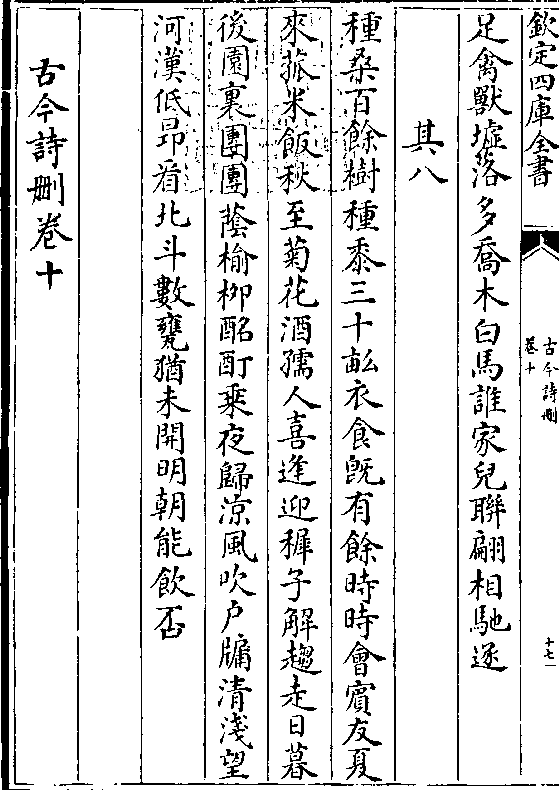 欽定四庫全書
古今詩刪
卷十
十七
足禽獸墟落多喬木白馬誰家兒聯翩相馳逐
其八
種桑百餘樹種黍三十畝衣食旣有餘時時會賓友夏
來菰米飯秋至菊花酒孺人喜逢迎穉子解趨走日暮
後園裏團團蔭榆柳酩酊乗夜歸涼風吹户牖清淺望
河漢低昂看北斗數甕猶未開明朝能飲否
古今詩刪卷十